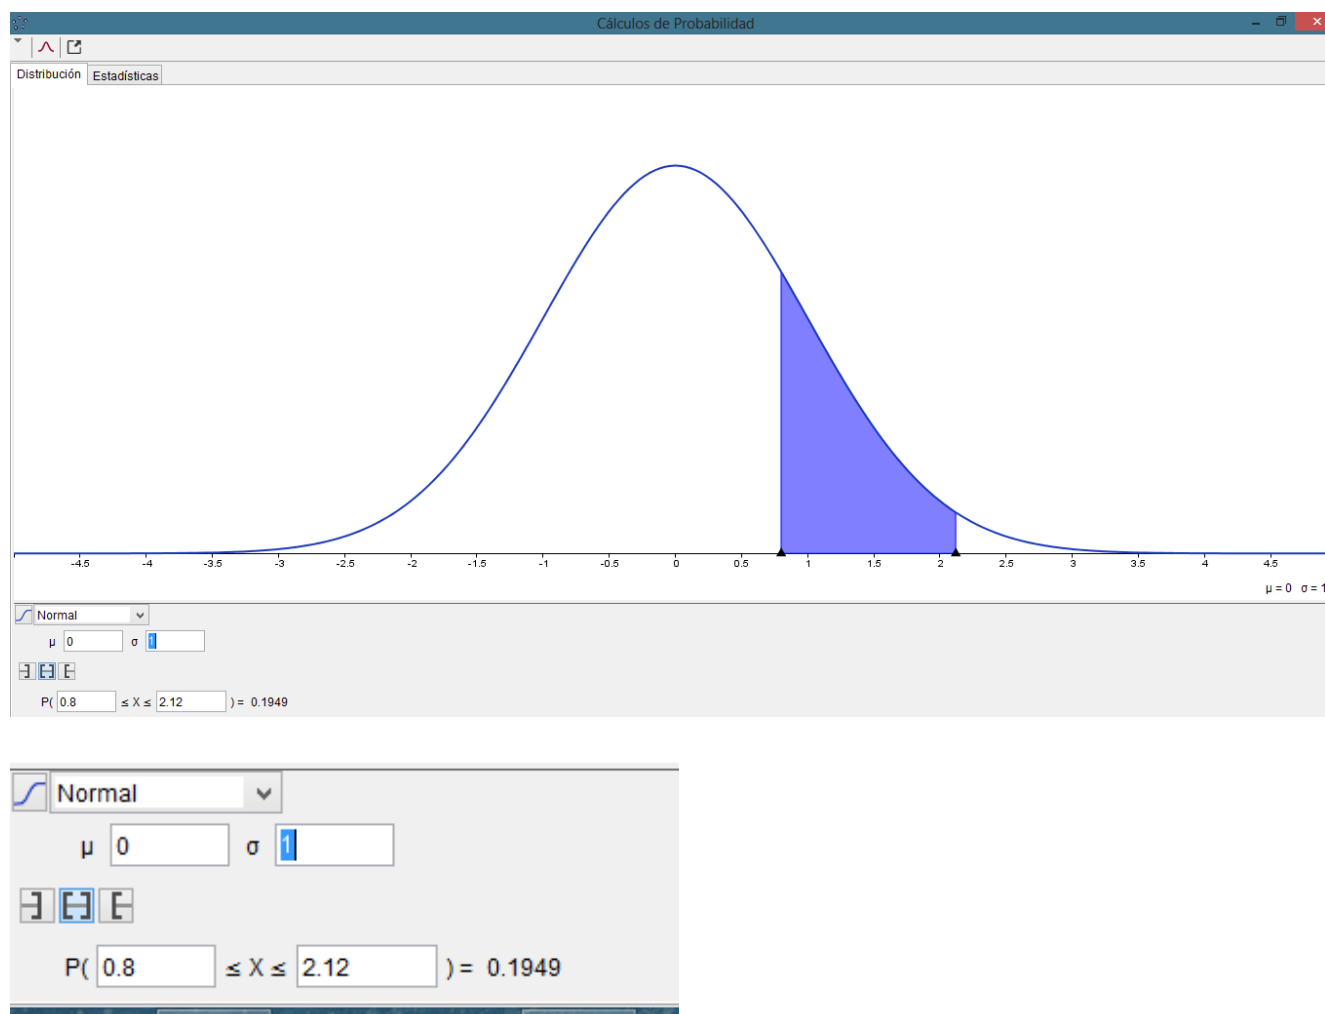 Cálculos de Probabilidad
Distribución Estadísticas
-4.5 -4 -3.5 -3 -2.5 -2 -1.5 -1 -0.5 0 0.5 1 1.5 2 2.5 3 3.5 4 4.5
μ = 0 σ = 1
Normal
μ 0 σ 1
P( 0.8 ≤ X ≤ 2.12 ) = 0.1949
Normal
μ 0 σ 1
P( 0.8 ≤ X ≤ 2.12 ) = 0.1949